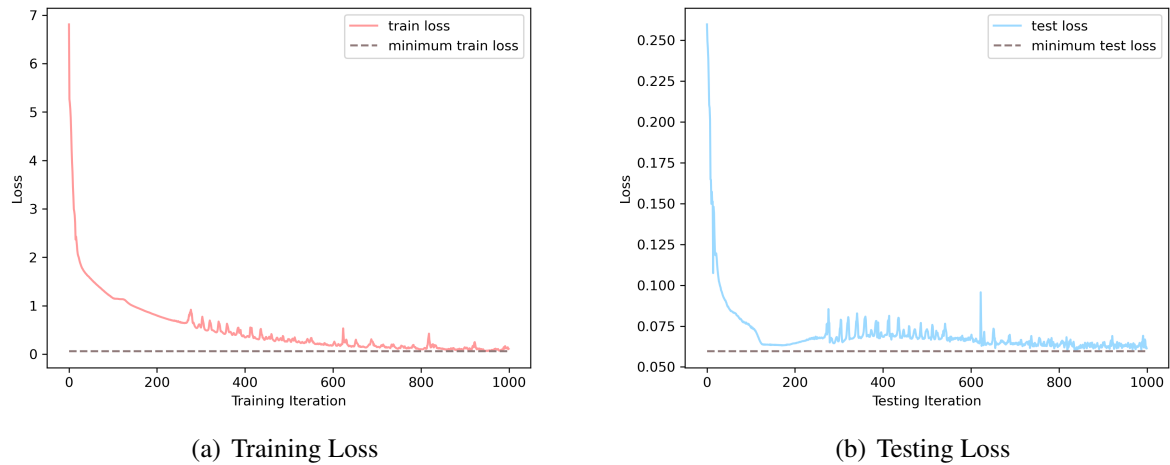 7
6
5
4
3
2
1
0
Loss
0 200 400 600 800 1000
Training Iteration
train loss
minimum train loss
(a) Training Loss
0.250
0.225
0.200
0.175
0.150
0.125
0.100
0.075
0.050
Loss
0 200 400 600 800 1000
Testing Iteration
test loss
minimum test loss
(b) Testing Loss